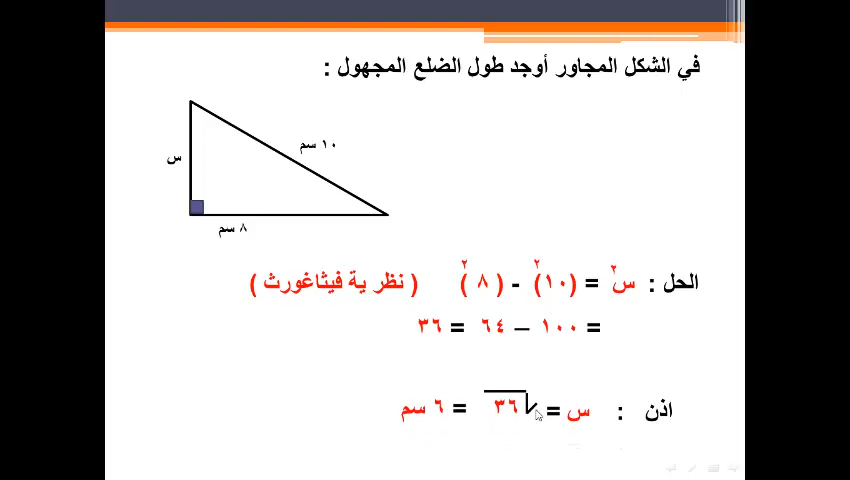 في الشكل المجاور أوجد طول الضلع المجهول :
١٠ سم
س
٨ سم
الحل : س٢ = (١٠)٢ - ( ٨ )٢ ( نظرية فيثاغورث )
= ١٠٠ – ٦٤ = ٣٦
اذن : س = √٣٦ = ٦ سم